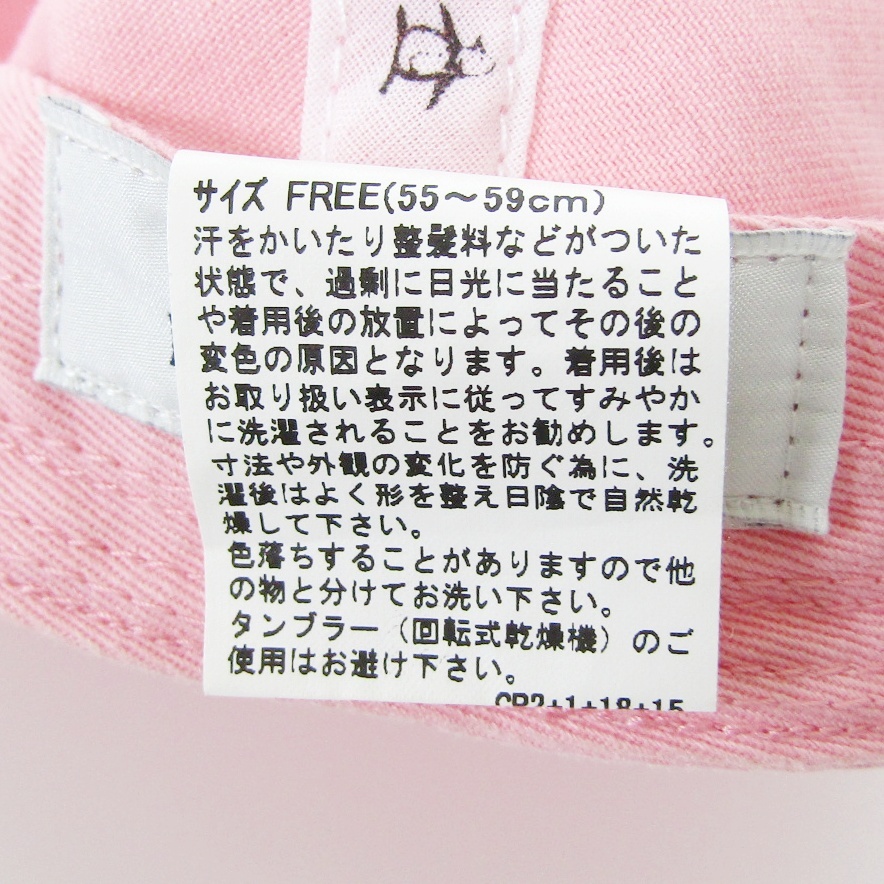 サイズ FREE(55～59cm)
汗をかいたり整髪料などがついた
状態で、過剰に日光に当たること
や着用後の放置によってその後の
変色の原因となります。着用後は
お取り扱い表示に従ってすみやか
に洗濯されることをお勧めします。
寸法や外観の変化を防ぐ為に、洗
濯後はよく形を整え日陰で自然乾
燥して下さい。
色落ちすることがありますので他
の物と分けてお洗い下さい。
タンブラー（回転式乾燥機）のご
使用はお避け下さい。